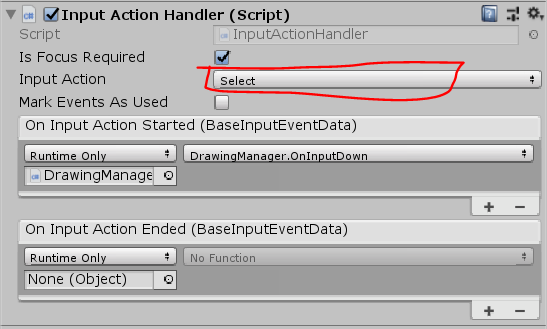 Input Action Handler (Script)
Script InputActionHandler
Is Focus Required
Input Action Select
Mark Events As Used
On Input Action Started (BaseInputEventData)
Runtime Only DrawingManager.OnInputDown
DrawingManage
+ −
On Input Action Ended (BaseInputEventData)
Runtime Only No Function
None (Object)
+ −